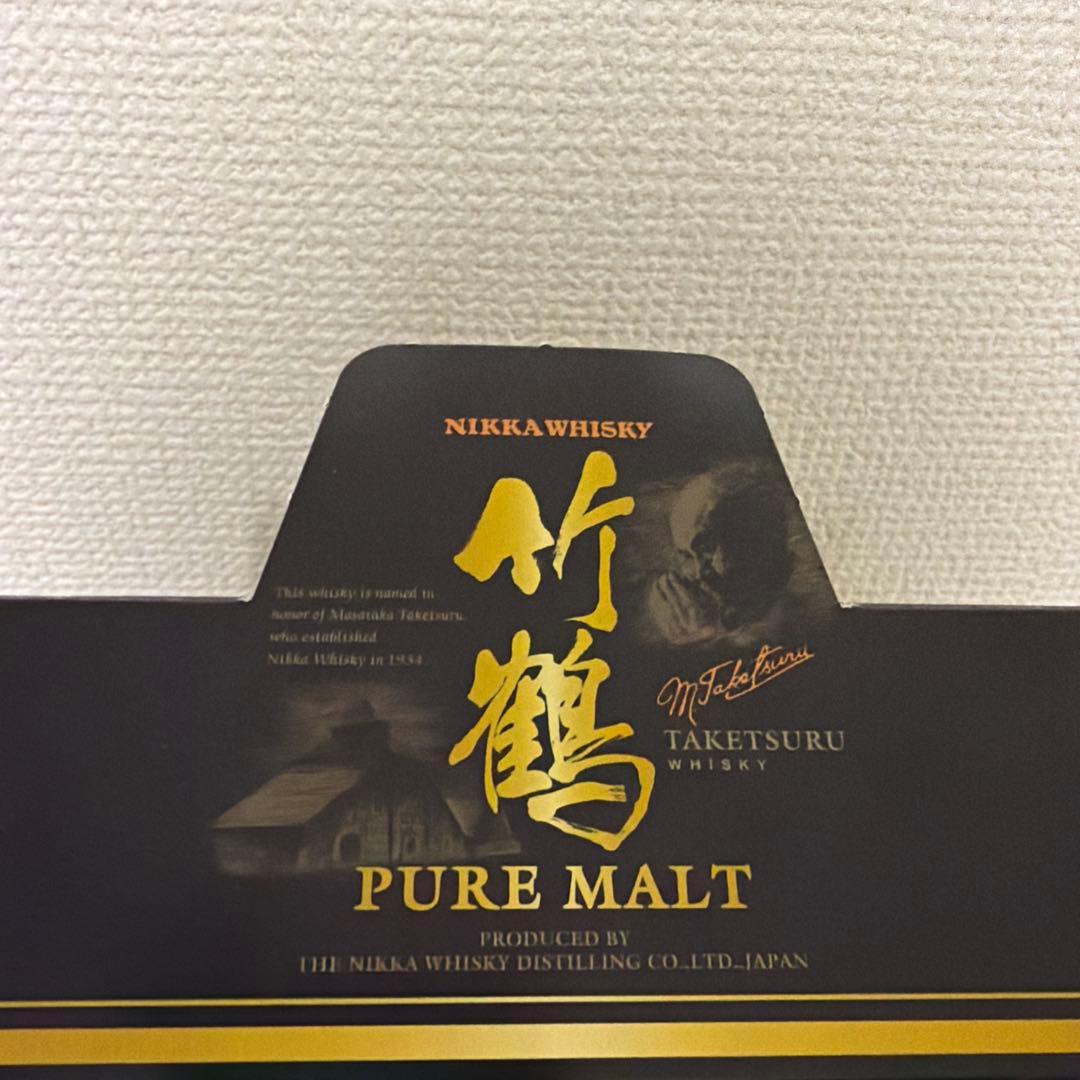 NIKKA WHISKY
竹鶴
This whisky is named in
honor of Masataka Taketsuru,
who established
Nikka Whisky in 1934
M Taketsuru
TAKETSURU
WHISKY
PURE MALT
PRODUCED BY
THE NIKKA WHISKY DISTILLING CO.,LTD.,JAPAN